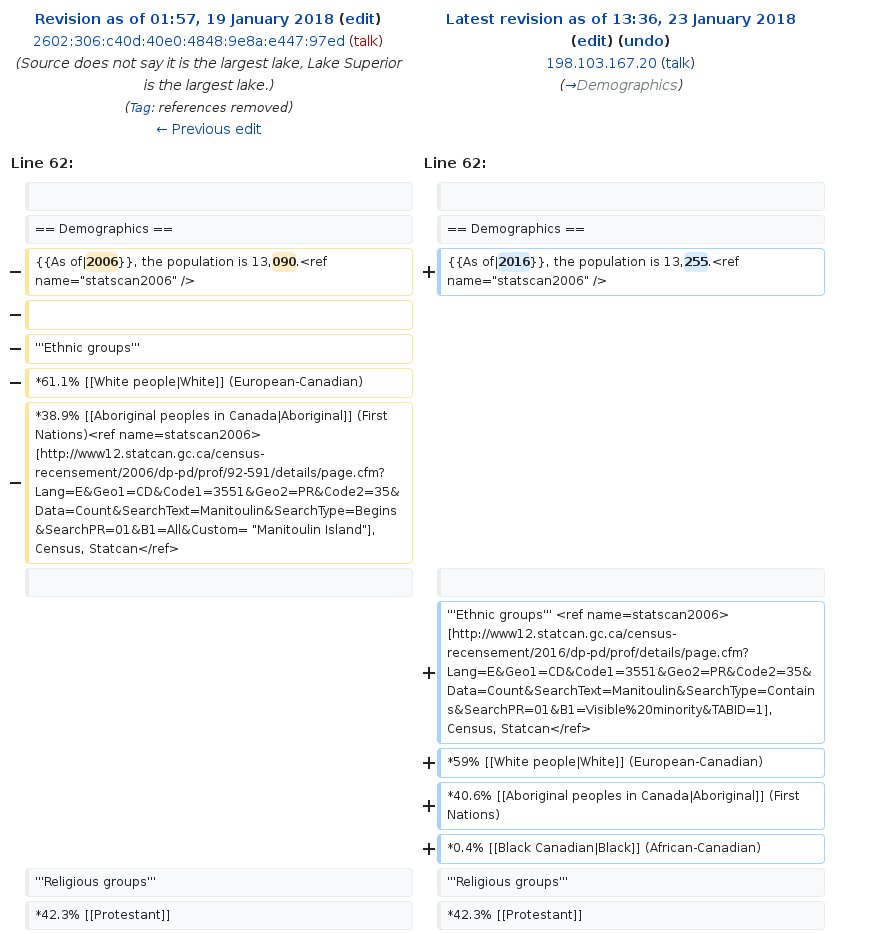 Revision as of 01:57, 19 January 2018 (edit)
2602:306:c40d:40e0:4848:9e8a:e447:97ed (talk)
(Source does not say it is the largest lake, Lake Superior
is the largest lake.)
(Tag: references removed)
← Previous edit
Latest revision as of 13:36, 23 January 2018
(edit) (undo)
198.103.167.20 (talk)
(→Demographics)
Line 62:
Line 62:
== Demographics ==
== Demographics ==
− {{As of|2006}}, the population is 13,090.<ref
name="statscan2006" />
+ {{As of|2016}}, the population is 13,255.<ref
name="statscan2006" />
−
− '''Ethnic groups'''
− *61.1% [[White people|White]] (European-Canadian)
− *38.9% [[Aboriginal peoples in Canada|Aboriginal]] (First
Nations)<ref name=statscan2006>
[http://www12.statcan.gc.ca/census-
recensement/2006/dp-pd/prof/92-591/details/page.cfm?
Lang=E&Geo1=CD&Code1=3551&Geo2=PR&Code2=35&
Data=Count&SearchText=Manitoulin&SearchType=Begins
&SearchPR=01&B1=All&Custom= "Manitoulin Island"],
Census, Statcan</ref>
+ '''Ethnic groups''' <ref name=statscan2006>
[http://www12.statcan.gc.ca/census-
recensement/2016/dp-pd/prof/details/page.cfm?
Lang=E&Geo1=CD&Code1=3551&Geo2=PR&Code2=35&
Data=Count&SearchText=Manitoulin&SearchType=Contain
s&SearchPR=01&B1=Visible%20minority&TABID=1],
Census, Statcan</ref>
+ *59% [[White people|White]] (European-Canadian)
+ *40.6% [[Aboriginal peoples in Canada|Aboriginal]] (First
Nations)
+ *0.4% [[Black Canadian|Black]] (African-Canadian)
'''Religious groups'''
'''Religious groups'''
*42.3% [[Protestant]]
*42.3% [[Protestant]]